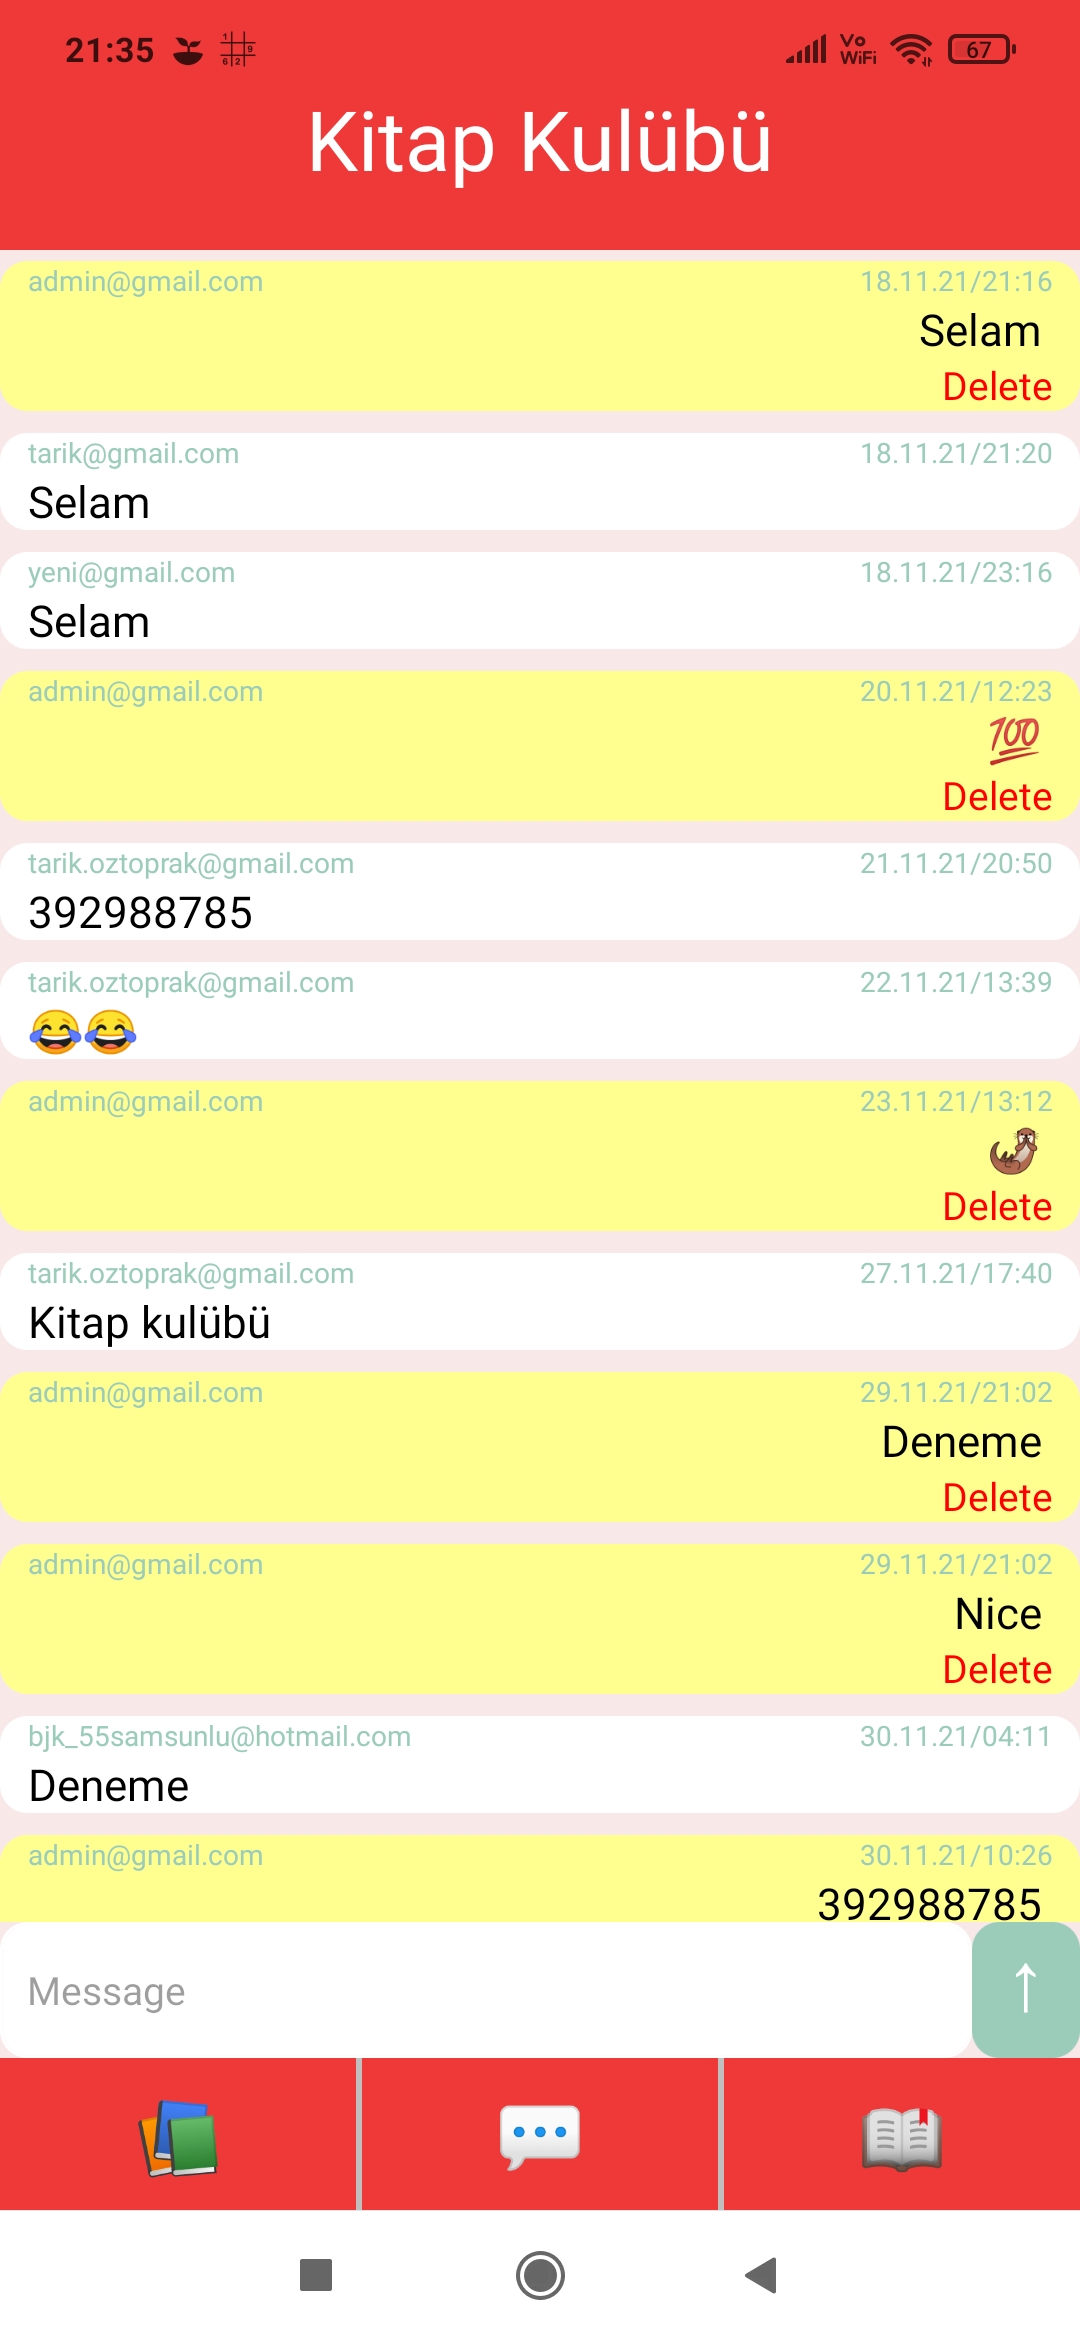 21:35
Vo
WiFi
67
Kitap Kulübü
admin@gmail.com 18.11.21/21:16
Selam
Delete
tarik@gmail.com 18.11.21/21:20
Selam
yeni@gmail.com 18.11.21/23:16
Selam
admin@gmail.com 20.11.21/12:23
💯
Delete
tarik.oztoprak@gmail.com 21.11.21/20:50
392988785
tarik.oztoprak@gmail.com 22.11.21/13:39
😂😂
admin@gmail.com 23.11.21/13:12
🦦
Delete
tarik.oztoprak@gmail.com 27.11.21/17:40
Kitap kulübü
admin@gmail.com 29.11.21/21:02
Deneme
Delete
admin@gmail.com 29.11.21/21:02
Nice
Delete
bjk_55samsunlu@hotmail.com 30.11.21/04:11
Deneme
admin@gmail.com 30.11.21/10:26
392988785
Message ↑